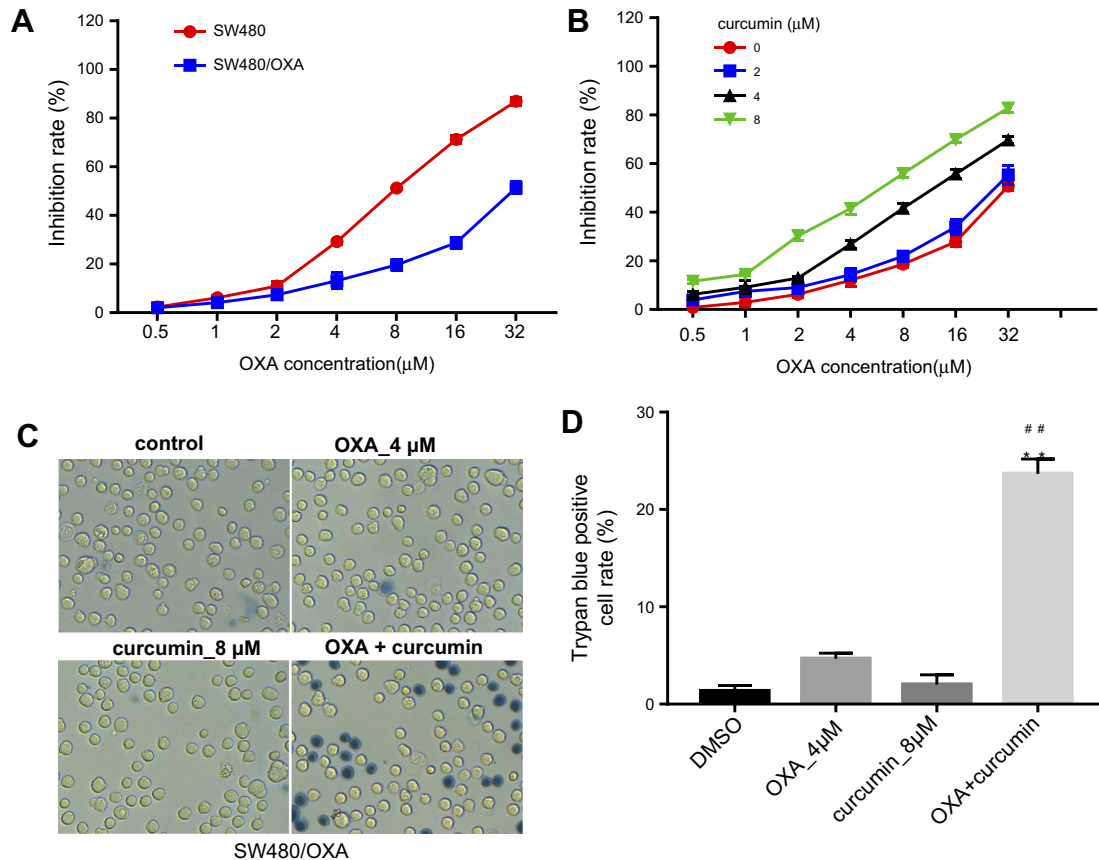 A
SW480
SW480/OXA
Inhibition rate (%)
120
100
80
60
40
20
0
0.5 1 2 4 8 16 32
OXA concentration(μM)
B
curcumin (μM)
0
2
4
8
Inhibition rate (%)
120
100
80
60
40
20
0
0.5 1 2 4 8 16 32
OXA concentration(μM)
C
control
OXA_4 μM
curcumin_8 μM
OXA + curcumin
SW480/OXA
D
Trypan blue positive
cell rate (%)
30
20
10
0
# #
* *
DMSO
OXA_4μM
curcumin_8μM
OXA+curcumin